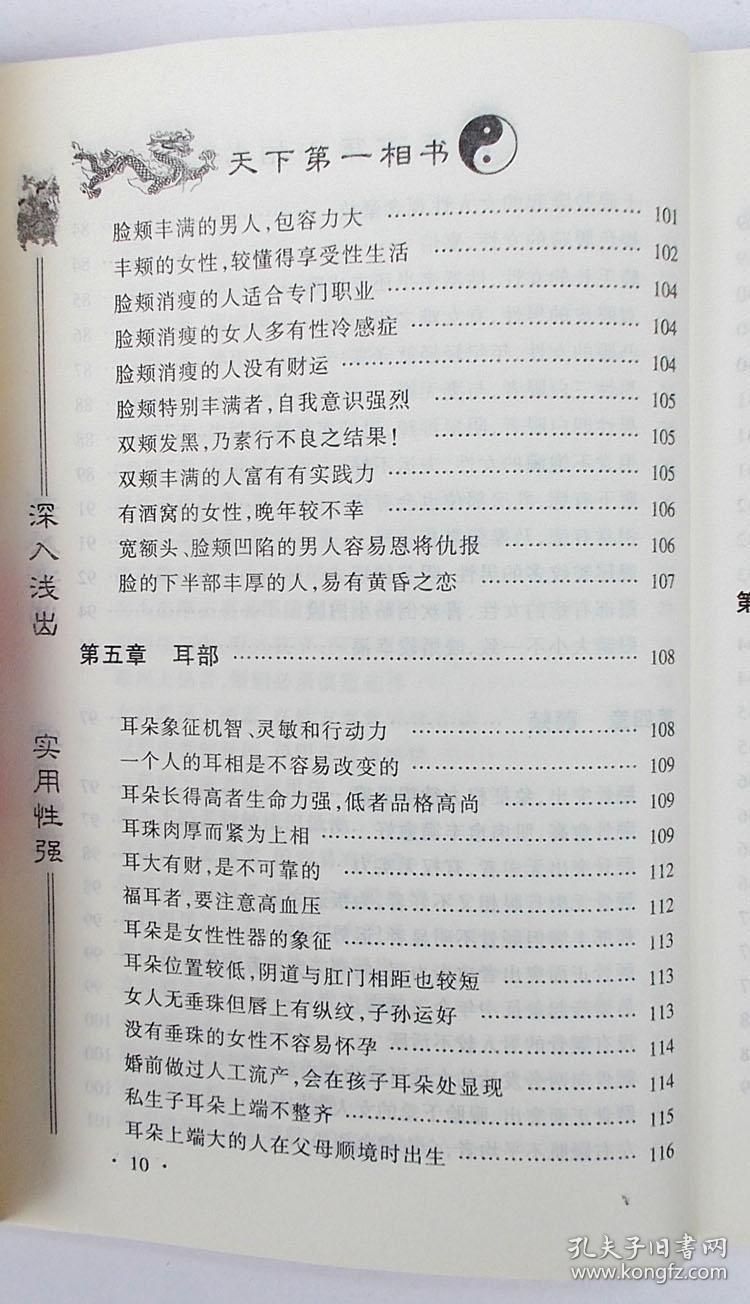 天下第一相书
脸颊丰满的男人,包容力大 ………………………… 101
丰颊的女性,较懂得享受性生活 ………………………… 102
脸颊消瘦的人适合专门职业 ………………………… 104
脸颊消瘦的女人多有性冷感症 ………………………… 104
脸颊消瘦的人没有财运 ………………………… 104
脸颊特别丰满者,自我意识强烈 ………………………… 105
双颊发黑,乃素行不良之结果! ………………………… 105
双颊丰满的人富有有实践力 ………………………… 105
有酒窝的女性,晚年较不幸 ………………………… 106
宽额头、脸颊凹陷的男人容易恩将仇报 ………………… 106
脸的下半部丰厚的人,易有黄昏之恋 ………………… 107
第五章 耳部 ………………………………………… 108
耳朵象征机智、灵敏和行动力 ………………………… 108
一个人的耳相是不容易改变的 ………………………… 109
耳朵长得高者生命力强,低者品格高尚 ……………… 109
耳珠肉厚而紧为上相 ………………………………… 109
耳大有财,是不可靠的 ………………………………… 112
福耳者,要注意高血压 ………………………………… 112
耳朵是女性性器的象征 ………………………………… 113
耳朵位置较低,阴道与肛门相距也较短 ……………… 113
女人无垂珠但唇上有纵纹,子孙运好 ………………… 113
没有垂珠的女性不容易怀孕 ………………………… 114
婚前做过人工流产,会在孩子耳朵处显现 …………… 114
私生子耳朵上端不整齐 ……………………………… 115
耳朵上端大的人在父母顺境时出生 …………………… 116
· 10 ·
深入浅出
实用性强
孔夫子旧书网
www.kongfz.com